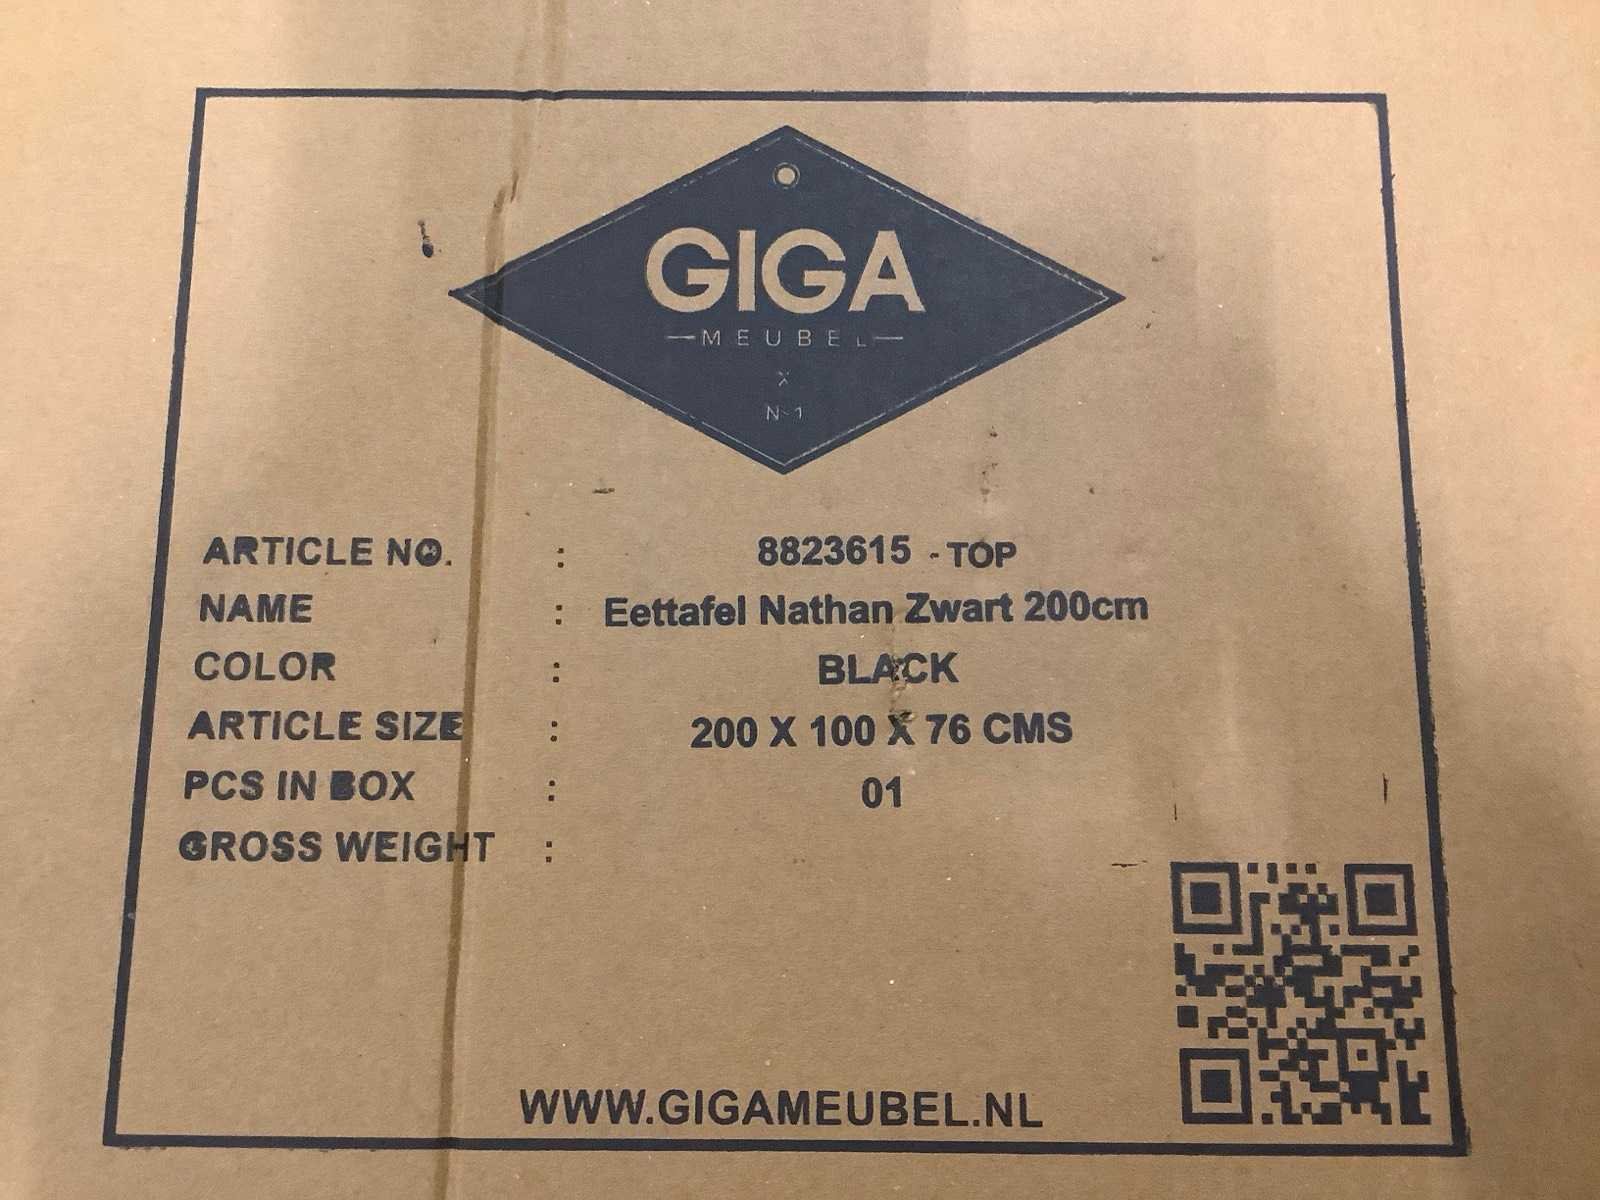 GIGA
MEUBEL
X
N 1
ARTICLE NO. : 8823615 - TOP
NAME : Eettafel Nathan Zwart 200cm
COLOR : BLACK
ARTICLE SIZE : 200 X 100 X 76 CMS
PCS IN BOX : 01
GROSS WEIGHT :
WWW.GIGAMEUBEL.NL